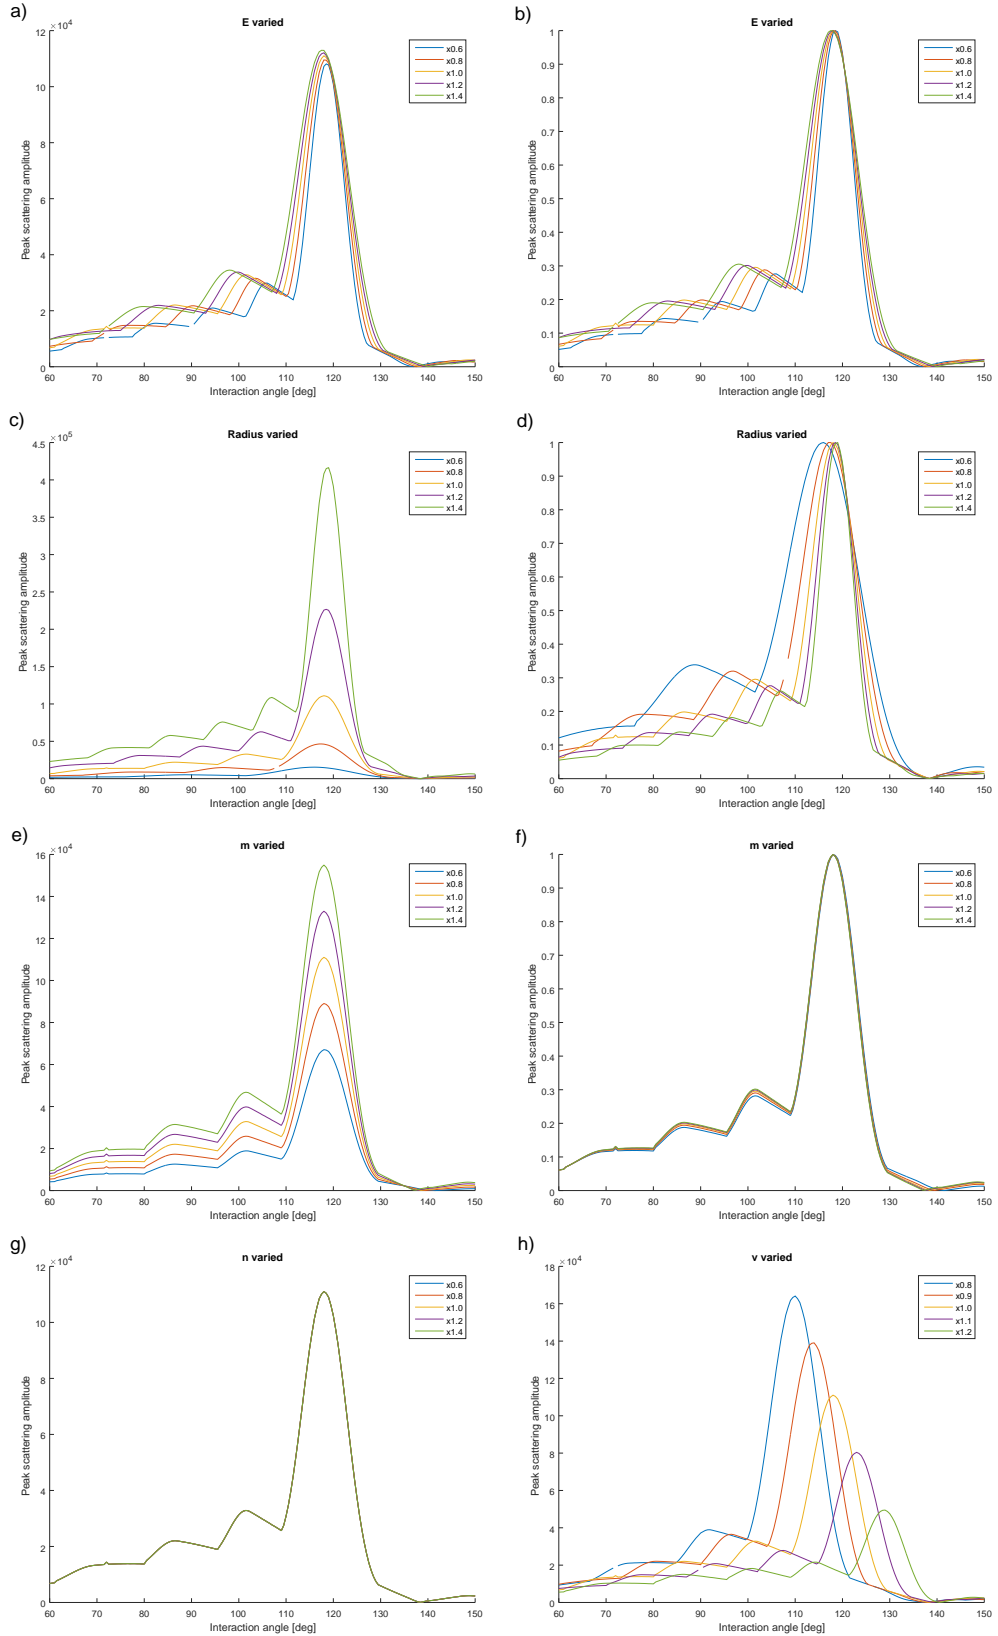 a)
E varied
×10⁴
12
10
8
6
4
2
0
60 70 80 90 100 110 120 130 140 150
Interaction angle [deg]
Peak scattering amplitude
x0.6
x0.8
x1.0
x1.2
x1.4
b)
E varied
1
0.9
0.8
0.7
0.6
0.5
0.4
0.3
0.2
0.1
0
60 70 80 90 100 110 120 130 140 150
Interaction angle [deg]
Peak scattering amplitude
x0.6
x0.8
x1.0
x1.2
x1.4
c)
Radius varied
×10⁵
4.5
4
3.5
3
2.5
2
1.5
1
0.5
0
60 70 80 90 100 110 120 130 140 150
Interaction angle [deg]
Peak scattering amplitude
x0.6
x0.8
x1.0
x1.2
x1.4
d)
Radius varied
1
0.9
0.8
0.7
0.6
0.5
0.4
0.3
0.2
0.1
0
60 70 80 90 100 110 120 130 140 150
Interaction angle [deg]
Peak scattering amplitude
x0.6
x0.8
x1.0
x1.2
x1.4
e)
m varied
×10⁴
16
14
12
10
8
6
4
2
0
60 70 80 90 100 110 120 130 140 150
Interaction angle [deg]
Peak scattering amplitude
x0.6
x0.8
x1.0
x1.2
x1.4
f)
m varied
1
0.9
0.8
0.7
0.6
0.5
0.4
0.3
0.2
0.1
0
60 70 80 90 100 110 120 130 140 150
Interaction angle [deg]
Peak scattering amplitude
x0.6
x0.8
x1.0
x1.2
x1.4
g)
n varied
×10⁴
12
10
8
6
4
2
0
60 70 80 90 100 110 120 130 140 150
Interaction angle [deg]
Peak scattering amplitude
x0.6
x0.8
x1.0
x1.2
x1.4
h)
v varied
×10⁴
18
16
14
12
10
8
6
4
2
0
60 70 80 90 100 110 120 130 140 150
Interaction angle [deg]
Peak scattering amplitude
x0.8
x0.9
x1.0
x1.1
x1.2